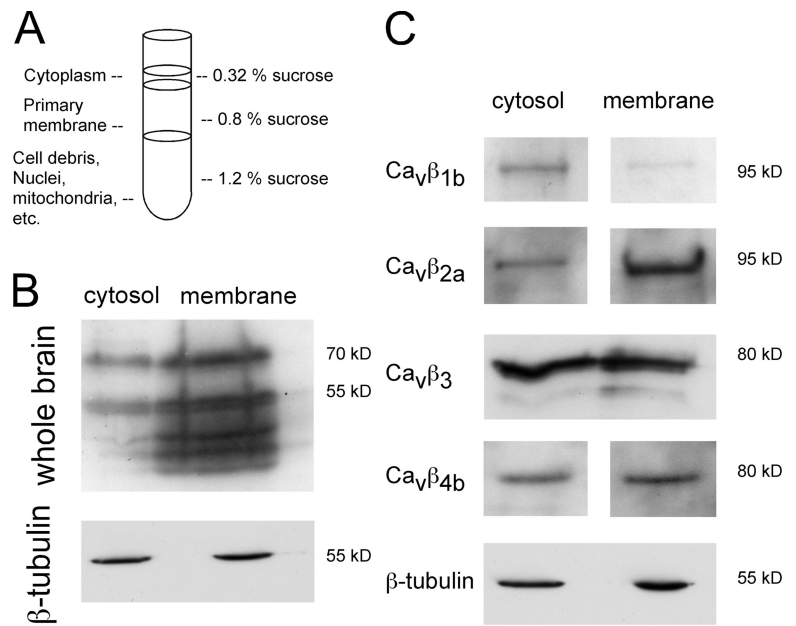 A
Cytoplasm --
-- 0.32 % sucrose
Primary
membrane --
-- 0.8 % sucrose
Cell debris,
Nuclei,
mitochondria, --
etc.
-- 1.2 % sucrose
B
cytosol membrane
whole brain
70 kD
55 kD
β-tubulin
55 kD
C
cytosol membrane
Cavβ1b
95 kD
Cavβ2a
95 kD
Cavβ3
80 kD
Cavβ4b
80 kD
β-tubulin
55 kD